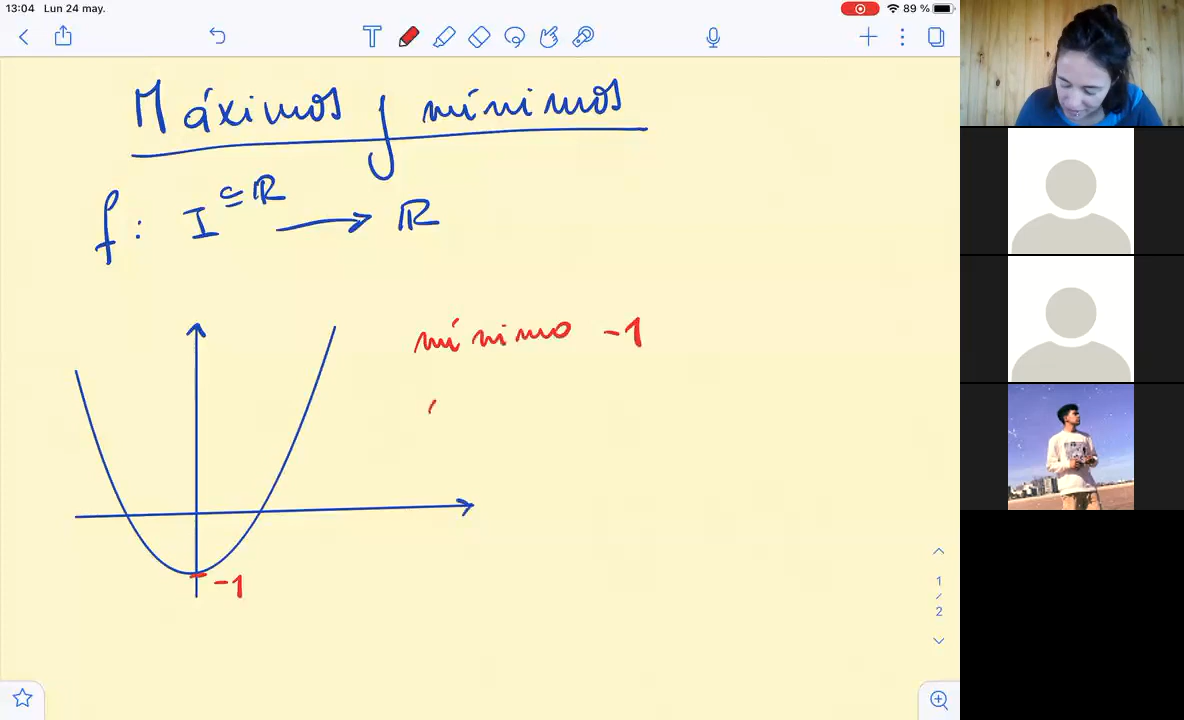 13:04 Lun 24 may. 89 %
Máximos y mínimos
f: I ⊆ ℝ → ℝ
mínimo -1
-1
1
/
2